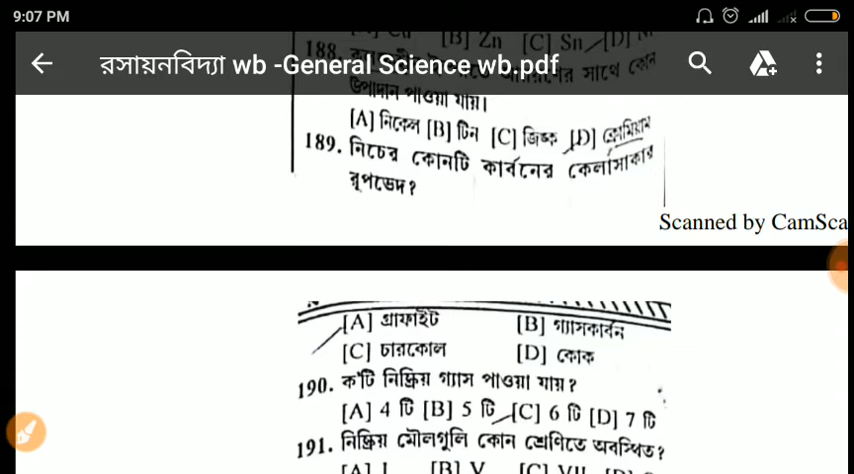 9:07 PM
রসায়নবিদ্যা wb -General Science wb.pdf
[B] Zn [C] Sn [D]
188. সাথে কোন
উপাদান পাওয়া যায়।
[A] নিকেল [B] টিন [C] জিঙ্ক [D] ক্রোমিয়াম
189. নিচের কোনটি কার্বনের কেলাসাকার
রূপভেদ?
Scanned by CamSca
[A] গ্রাফাইট [B] গ্যাসকার্বন
[C] চারকোল [D] কোক
190. ক'টি নিষ্ক্রিয় গ্যাস পাওয়া যায়?
[A] 4 টি [B] 5 টি [C] 6 টি [D] 7 টি
191. নিষ্ক্রিয় মৌলগুলি কোন শ্রেণিতে অবস্থিত?
[A] I [B] V [C] VII